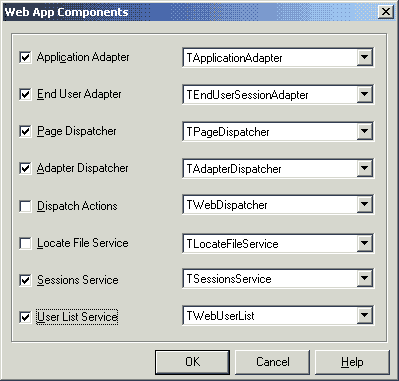 Web App Components
Application Adapter TApplicationAdapter
End User Adapter TEndUserSessionAdapter
Page Dispatcher TPageDispatcher
Adapter Dispatcher TAdapterDispatcher
Dispatch Actions TWebDispatcher
Locate File Service TLocateFileService
Sessions Service TSessionsService
User List Service TWebUserList
OK Cancel Help